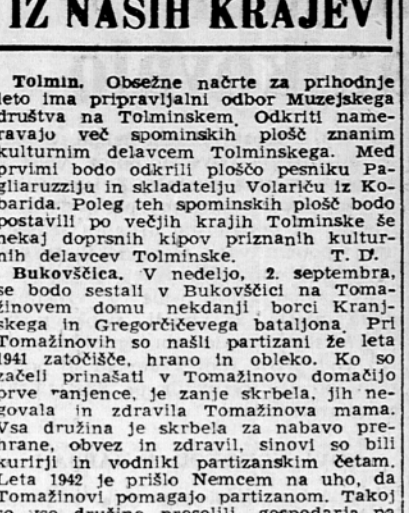 IZ NAŠIH KRAJEV
Tolmin. Obsežne načrte za prihodnje
leto ima pripravljalni odbor Muzejskega
društva na Tolminskem. Odkriti name-
ravajo več spominskih plošč znanim
kulturnim delavcem Tolminskega. Med
prvimi bodo odkrili ploščo pesniku Pa-
gliaruzziju in skladatelju Volariču iz Ko-
barida. Poleg teh spominskih plošč bodo
postavili po večjih krajih Tolminske še
nekaj doprsnih kipov priznanih kultur-
nih delavcev Tolminske. T. D.
Bukovščica. V nedeljo, 2. septembra,
se bodo sestali v Bukovščici na Toma-
žinovem domu nekdanji borci Kranj-
skega in Gregorčičevega bataljona. Pri
Tomažinovih so našli partizani že leta
1941 zatočišče, hrano in obleko. Ko so
začeli prinašati v Tomažinovo domačijo
prve ranjence, je zanje skrbela, jih ne-
govala in zdravila Tomažinova mama.
Vsa družina je skrbela za nabavo pre-
hrane, obvez in zdravil, sinovi so bili
kurirji in vodniki partizanskim četam.
Leta 1942 je prišlo Nemcem na uho, da
Tomažinovi pomagajo partizanom. Takoj
so vso družino preselili, gospodarja pa